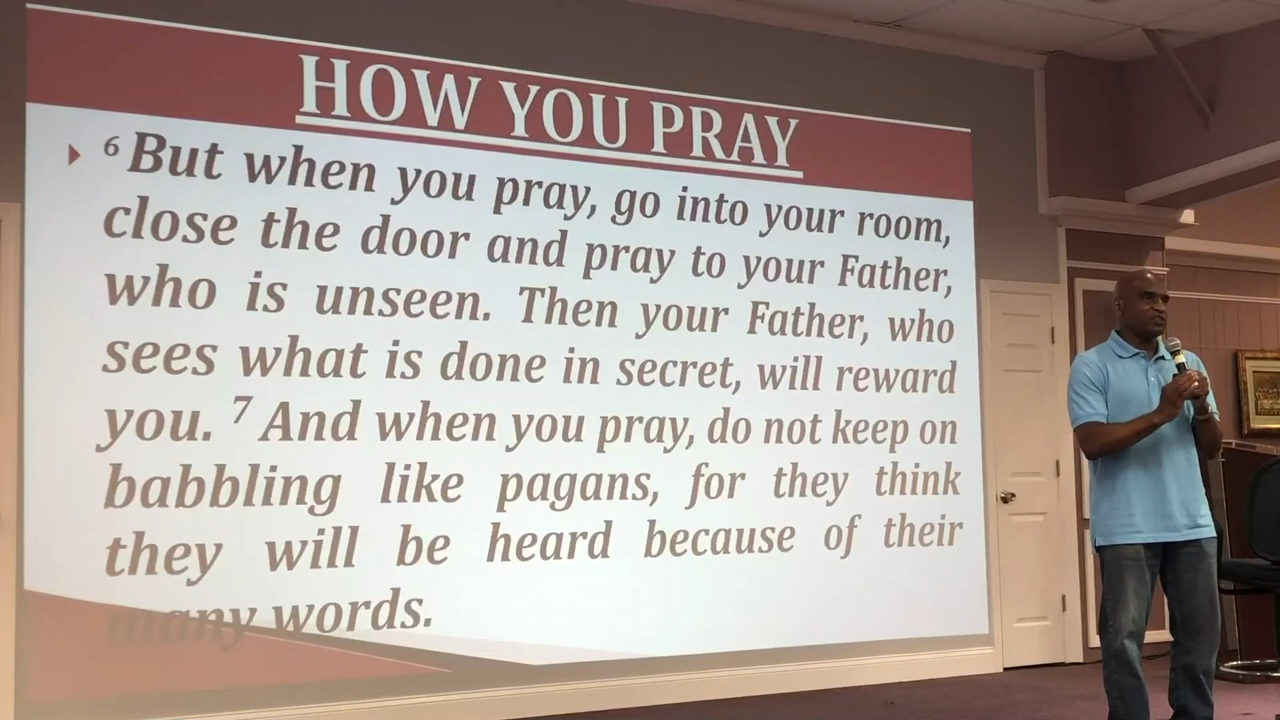 HOW YOU PRAY
6 But when you pray, go into your room,
close the door and pray to your Father,
who is unseen. Then your Father, who
sees what is done in secret, will reward
you. 7 And when you pray, do not keep on
babbling like pagans, for they think
they will be heard because of their
many words.